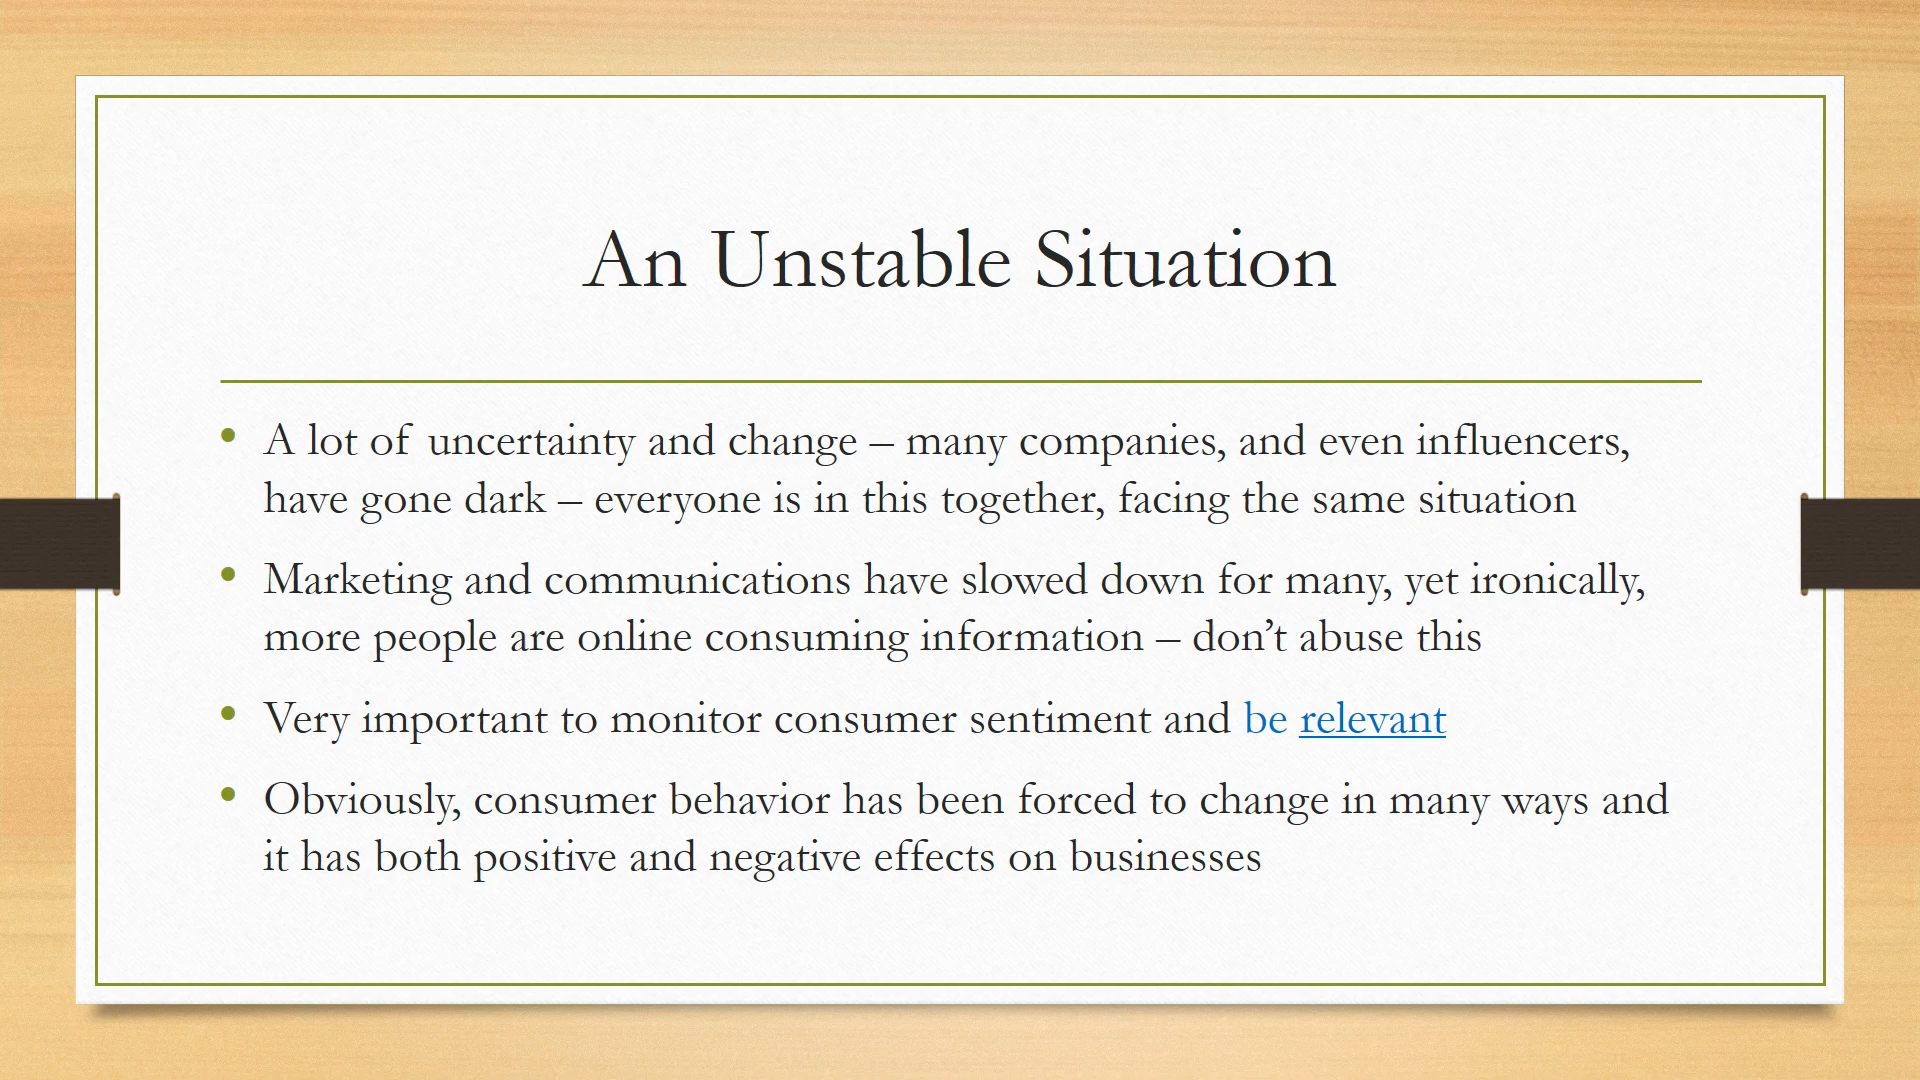 An Unstable Situation
• A lot of uncertainty and change – many companies, and even influencers,
have gone dark – everyone is in this together, facing the same situation
• Marketing and communications have slowed down for many, yet ironically,
more people are online consuming information – don’t abuse this
• Very important to monitor consumer sentiment and be relevant
• Obviously, consumer behavior has been forced to change in many ways and
it has both positive and negative effects on businesses